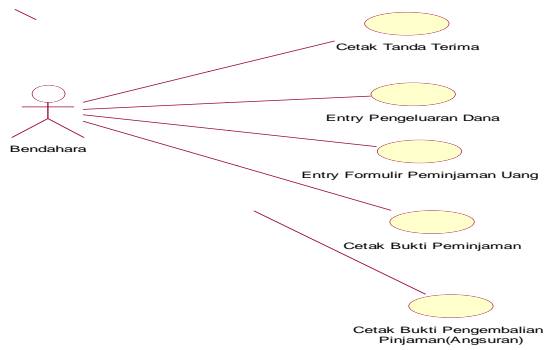 Cetak Tanda Terima
Entry Pengeluaran Dana
Bendahara
Entry Formulir Peminjaman Uang
Cetak Bukti Peminjaman
Cetak Bukti Pengembalian
Pinjaman(Angsuran)